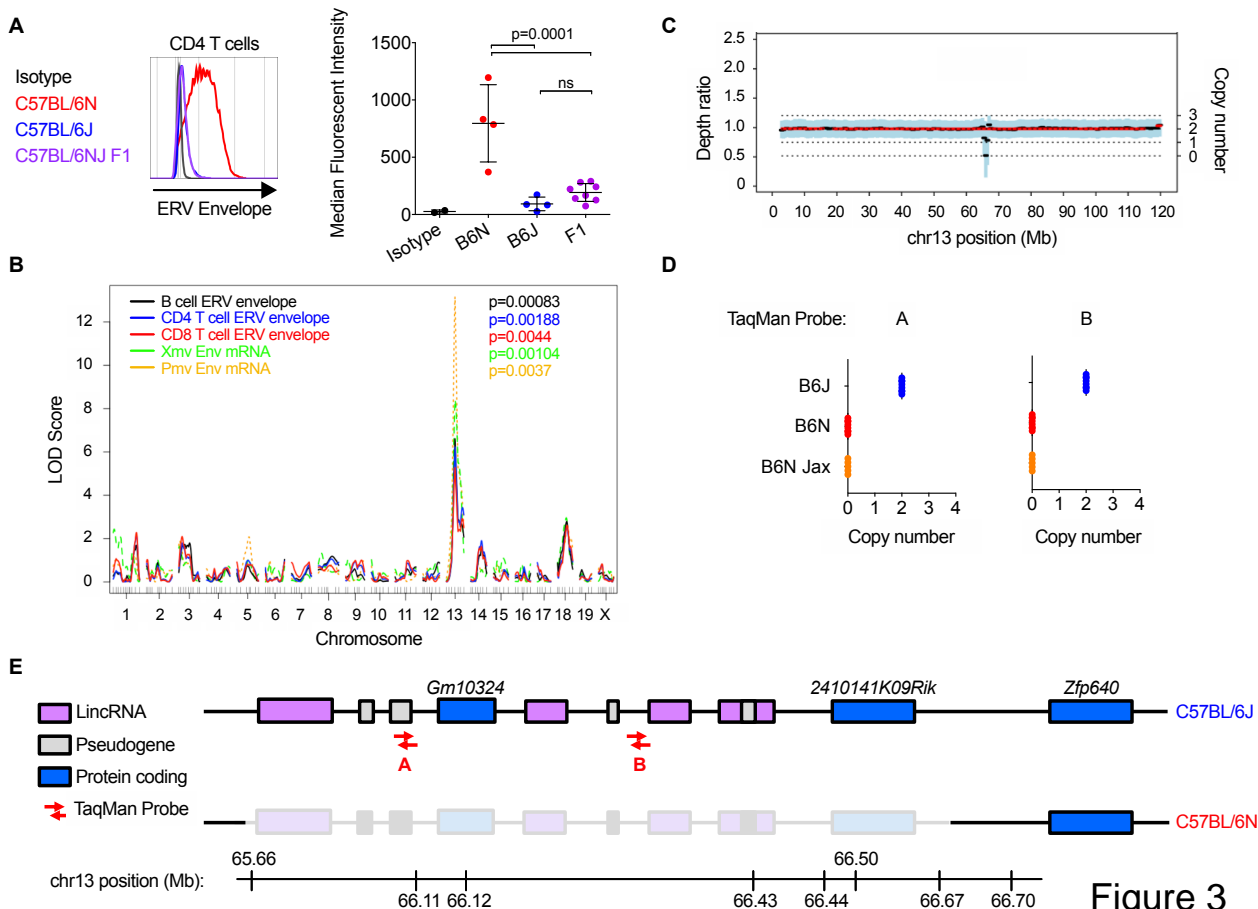 A
CD4 T cells
Isotype
C57BL/6N
C57BL/6J
C57BL/6NJ F1
ERV Envelope
Median Fluorescent Intensity
1500
1000
500
0
p=0.0001
ns
Isotype
B6N
B6J
F1
B
LOD Score
12
10
8
6
4
2
0
B cell ERV envelope p=0.00083
CD4 T cell ERV envelope p=0.00188
CD8 T cell ERV envelope p=0.0044
Xmv Env mRNA p=0.00104
Pmv Env mRNA p=0.0037
1 2 3 4 5 6 7 8 9 10 11 12 13 14 15 16 17 18 19 X
Chromosome
C
Depth ratio
2.5
2.0
1.5
1.0
0.5
0
Copy number
3
2
1
0
0 10 20 30 40 50 60 70 80 90 100 110 120
chr13 position (Mb)
D
TaqMan Probe: A B
B6J
B6N
B6N Jax
0 1 2 3 4
Copy number
0 1 2 3 4
Copy number
E
LincRNA
Pseudogene
Protein coding
TaqMan Probe
Gm10324
2410141K09Rik
Zfp640
C57BL/6J
A
B
C57BL/6N
chr13 position (Mb):
65.66
66.50
66.11 66.12 66.43 66.44 66.67 66.70
Figure 3